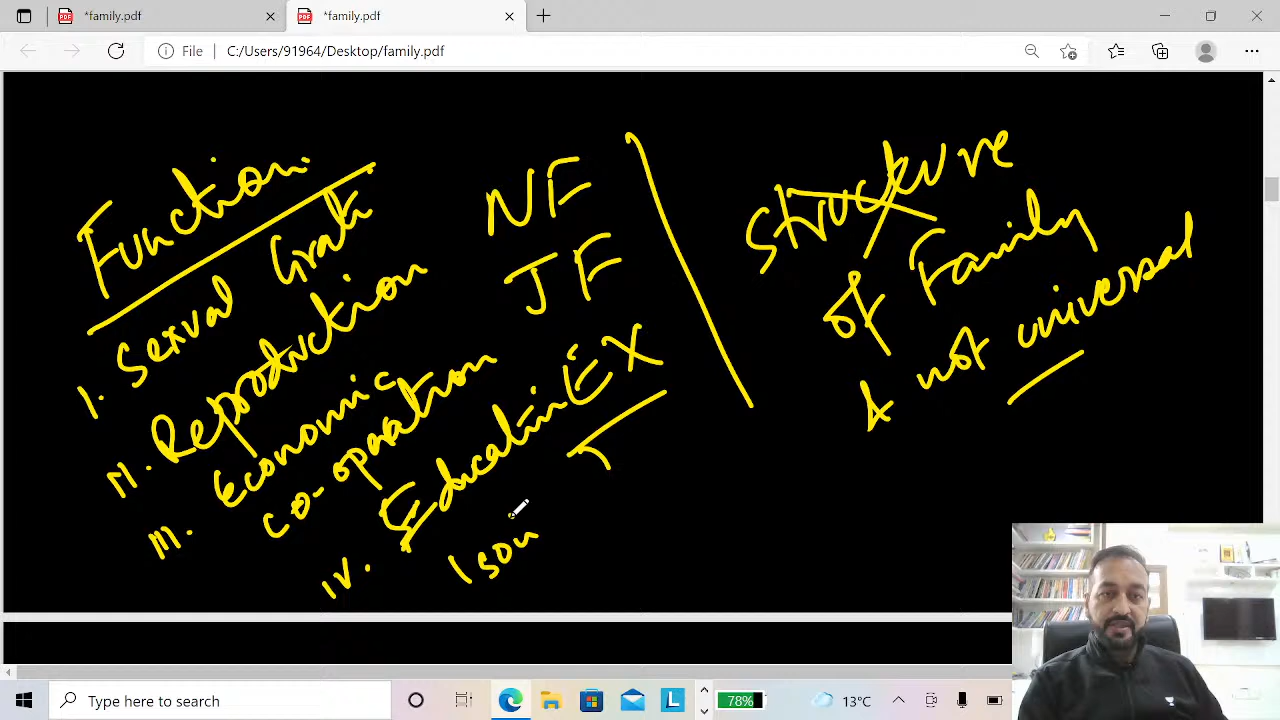 *family.pdf
*family.pdf
File
C:/Users/91964/Desktop/family.pdf
Function
I. Sexual Grati
II. Reproduction
III. Economic
co-operation
IV. Education
NF
JF
EX
Structure
of Family
not universal
Type here to search
78%
13°C